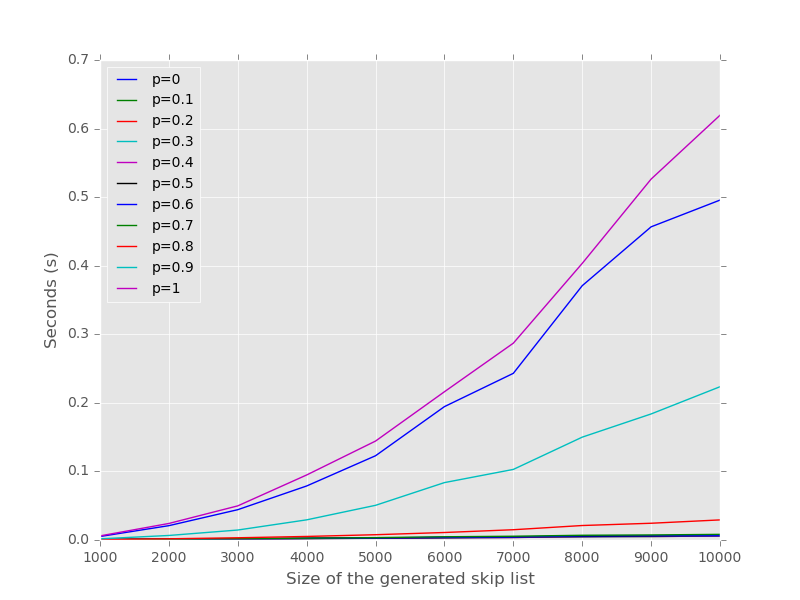 0.7
0.6
0.5
0.4
0.3
0.2
0.1
0.0
Seconds (s)
p=0
p=0.1
p=0.2
p=0.3
p=0.4
p=0.5
p=0.6
p=0.7
p=0.8
p=0.9
p=1
1000 2000 3000 4000 5000 6000 7000 8000 9000 10000
Size of the generated skip list